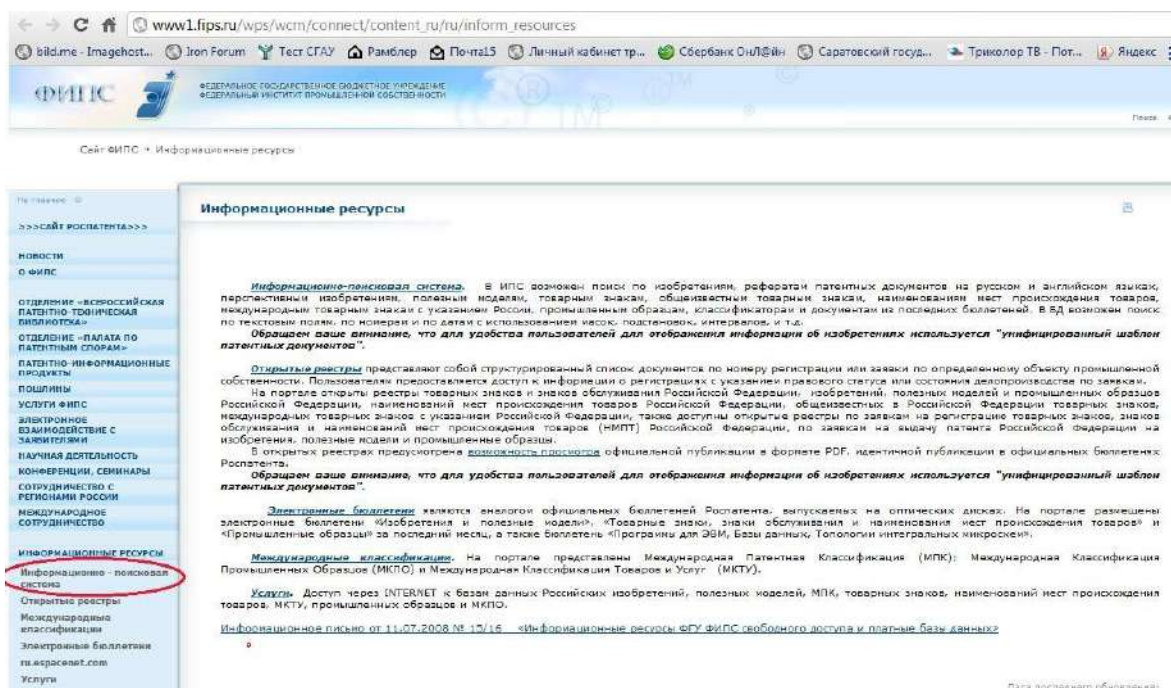 www1.fips.ru/wps/wcm/connect/content_ru/ru/inform_resources
bild.me - Imagehost... Iron Forum Тест СГАУ Рамблер Почта15 Личный кабинет тр... Сбербанк ОнЛ@йн Саратовский госуд... Триколор ТВ - Пот... Яндекс
ФИПС
ФЕДЕРАЛЬНОЕ ГОСУДАРСТВЕННОЕ БЮДЖЕТНОЕ УЧРЕЖДЕНИЕ
ФЕДЕРАЛЬНЫЙ ИНСТИТУТ ПРОМЫШЛЕННОЙ СОБСТВЕННОСТИ
Поиск
Сайт ФИПС • Информационные ресурсы
На главную
>>>САЙТ РОСПАТЕНТА>>>
НОВОСТИ
О ФИПС
ОТДЕЛЕНИЕ «ВСЕРОССИЙСКАЯ
ПАТЕНТНО-ТЕХНИЧЕСКАЯ
БИБЛИОТЕКА»
ОТДЕЛЕНИЕ «ПАЛАТА ПО
ПАТЕНТНЫМ СПОРАМ»
ПАТЕНТНО-ИНФОРМАЦИОННЫЕ
ПРОДУКТЫ
ПОШЛИНЫ
УСЛУГИ ФИПС
ЭЛЕКТРОННОЕ
ВЗАИМОДЕЙСТВИЕ С
ЗАЯВИТЕЛЯМИ
НАУЧНАЯ ДЕЯТЕЛЬНОСТЬ
КОНФЕРЕНЦИИ, СЕМИНАРЫ
СОТРУДНИЧЕСТВО С
РЕГИОНАМИ РОССИИ
МЕЖДУНАРОДНОЕ
СОТРУДНИЧЕСТВО
ИНФОРМАЦИОННЫЕ РЕСУРСЫ
Информационно - поисковая
система
Открытые реестры
Международные
классификации
Электронные бюллетени
ru.espacenet.com
Услуги
Информационные ресурсы
Информационно-поисковая система. В ИПС возможен поиск по изобретениям, рефератам патентных документов на русском и английском языках,
перспективным изобретениям, полезным моделям, товарным знакам, общеизвестным товарным знакам, наименованиям мест происхождения товаров,
международным товарным знакам с указанием России, промышленным образцам, классификаторам и документам из последних бюллетеней. В БД возможен поиск
по текстовым полям, по номерам и по датам с использованием масок, подстановок, интервалов, и т.д.
Обращаем ваше внимание, что для удобства пользователей для отображения информации об изобретениях используется "унифицированный шаблон
патентных документов".
Открытые реестры представляют собой структурированный список документов по номеру регистрации или заявки по определенному объекту промышленной
собственности. Пользователям предоставляется доступ к информации о регистрациях с указанием правового статуса или состояния делопроизводства по заявкам.
На портале открыты реестры товарных знаков и знаков обслуживания Российской Федерации, изобретений, полезных моделей и промышленных образцов
Российской Федерации, наименований мест происхождения товаров Российской Федерации, общеизвестных в Российской Федерации товарных знаков,
международных товарных знаков с указанием Российской Федерации, также доступны открытые реестры по заявкам на регистрацию товарных знаков, знаков
обслуживания и наименований мест происхождения товаров (НМПТ) Российской Федерации, по заявкам на выдачу патента Российской Федерации на
изобретения, полезные модели и промышленные образцы.
В открытых реестрах предусмотрена возможность просмотра официальной публикации в формате PDF, идентичной публикации в официальных бюллетенях
Роспатента.
Обращаем ваше внимание, что для удобства пользователей для отображения информации об изобретениях используется "унифицированный шаблон
патентных документов".
Электронные бюллетени являются аналогом официальных бюллетеней Роспатента, выпускаемых на оптических дисках. На портале размещены
электронные бюллетени «Изобретения и полезные модели», «Товарные знаки, знаки обслуживания и наименования мест происхождения товаров» и
«Промышленные образцы» за последний месяц, а также бюллетень «Программы для ЭВМ, Базы данных, Топологии интегральных микросхем».
Международные классификации. На портале представлены Международная Патентная Классификация (МПК); Международная Классификация
Промышленных Образцов (МКПО) и Международная Классификация Товаров и Услуг (МКТУ).
Услуги. Доступ через INTERNET к базам данных Российских изобретений, полезных моделей, МПК, товарных знаков, наименований мест происхождения
товаров, МКТУ, промышленных образцов и МКПО.
Информационное письмо от 11.07.2008 № 15/16 «Информационные ресурсы ФГУ ФИПС свободного доступа и платные базы данных»
Дата последнего обновления: